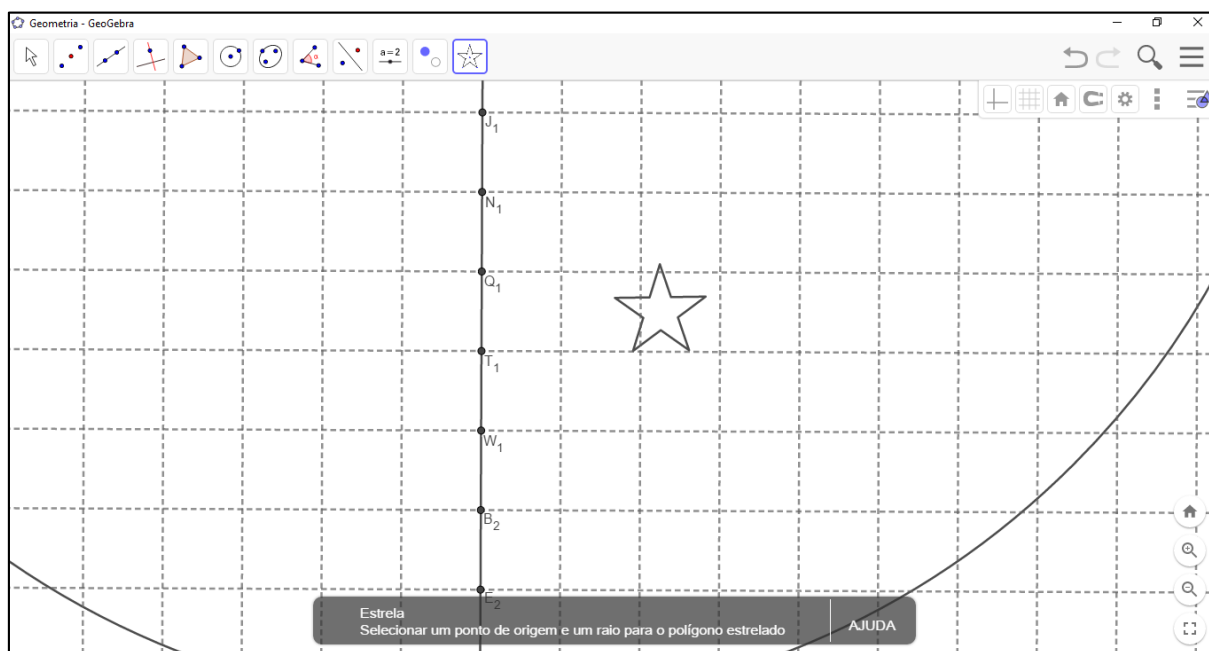 Geometria - GeoGebra
a=2
J₁
N₁
Q₁
T₁
W₁
B₂
E₂
Estrela
Selecionar um ponto de origem e um raio para o polígono estrelado
AJUDA